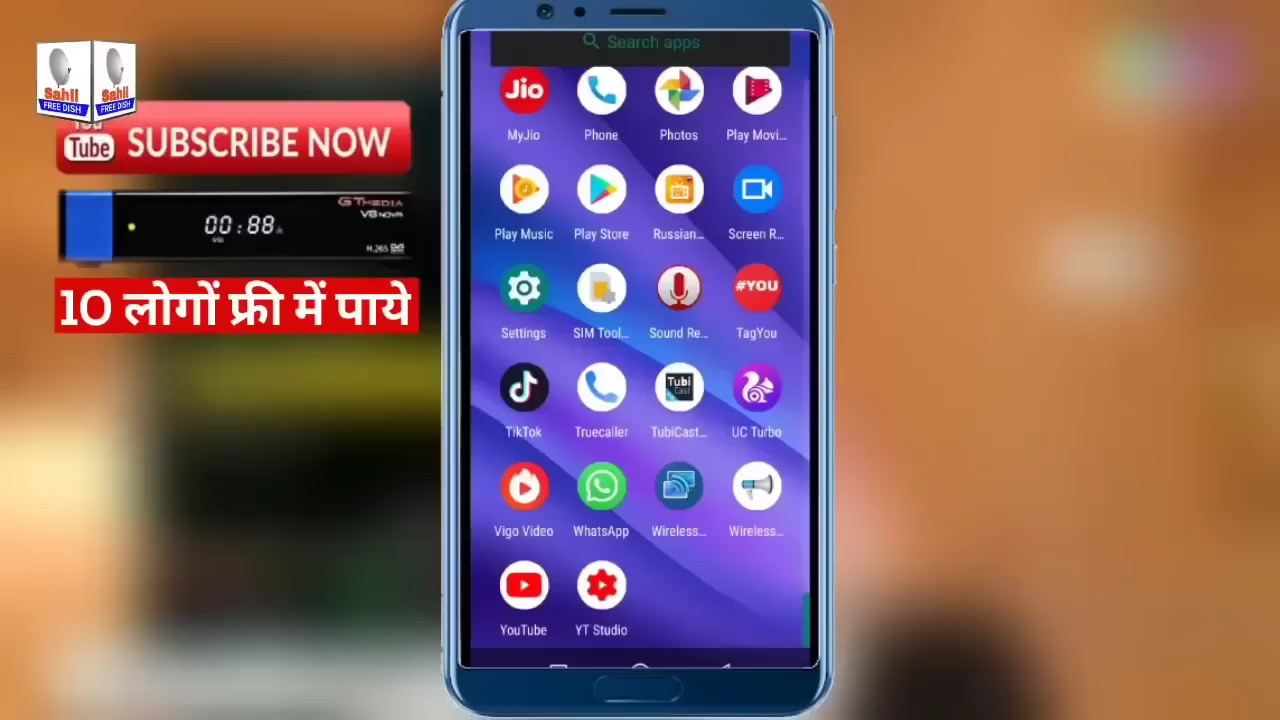 Sahil
FREE DISH
Sahil
FREE DISH
You
Tube
SUBSCRIBE NOW
GTMEDIA
V8 NOVA
00:88
H.265
10 लोगों फ्री में पाये
Search apps
Jio
MyJio
Phone
Photos
Play Movi...
Play Music
Play Store
Russian...
Screen R...
#YOU
Settings
SIM Tool...
Sound Re...
TagYou
Tubi
Cast
TikTok
Truecaller
TubiCast...
UC Turbo
Vigo Video
WhatsApp
Wireless...
Wireless...
YouTube
YT Studio